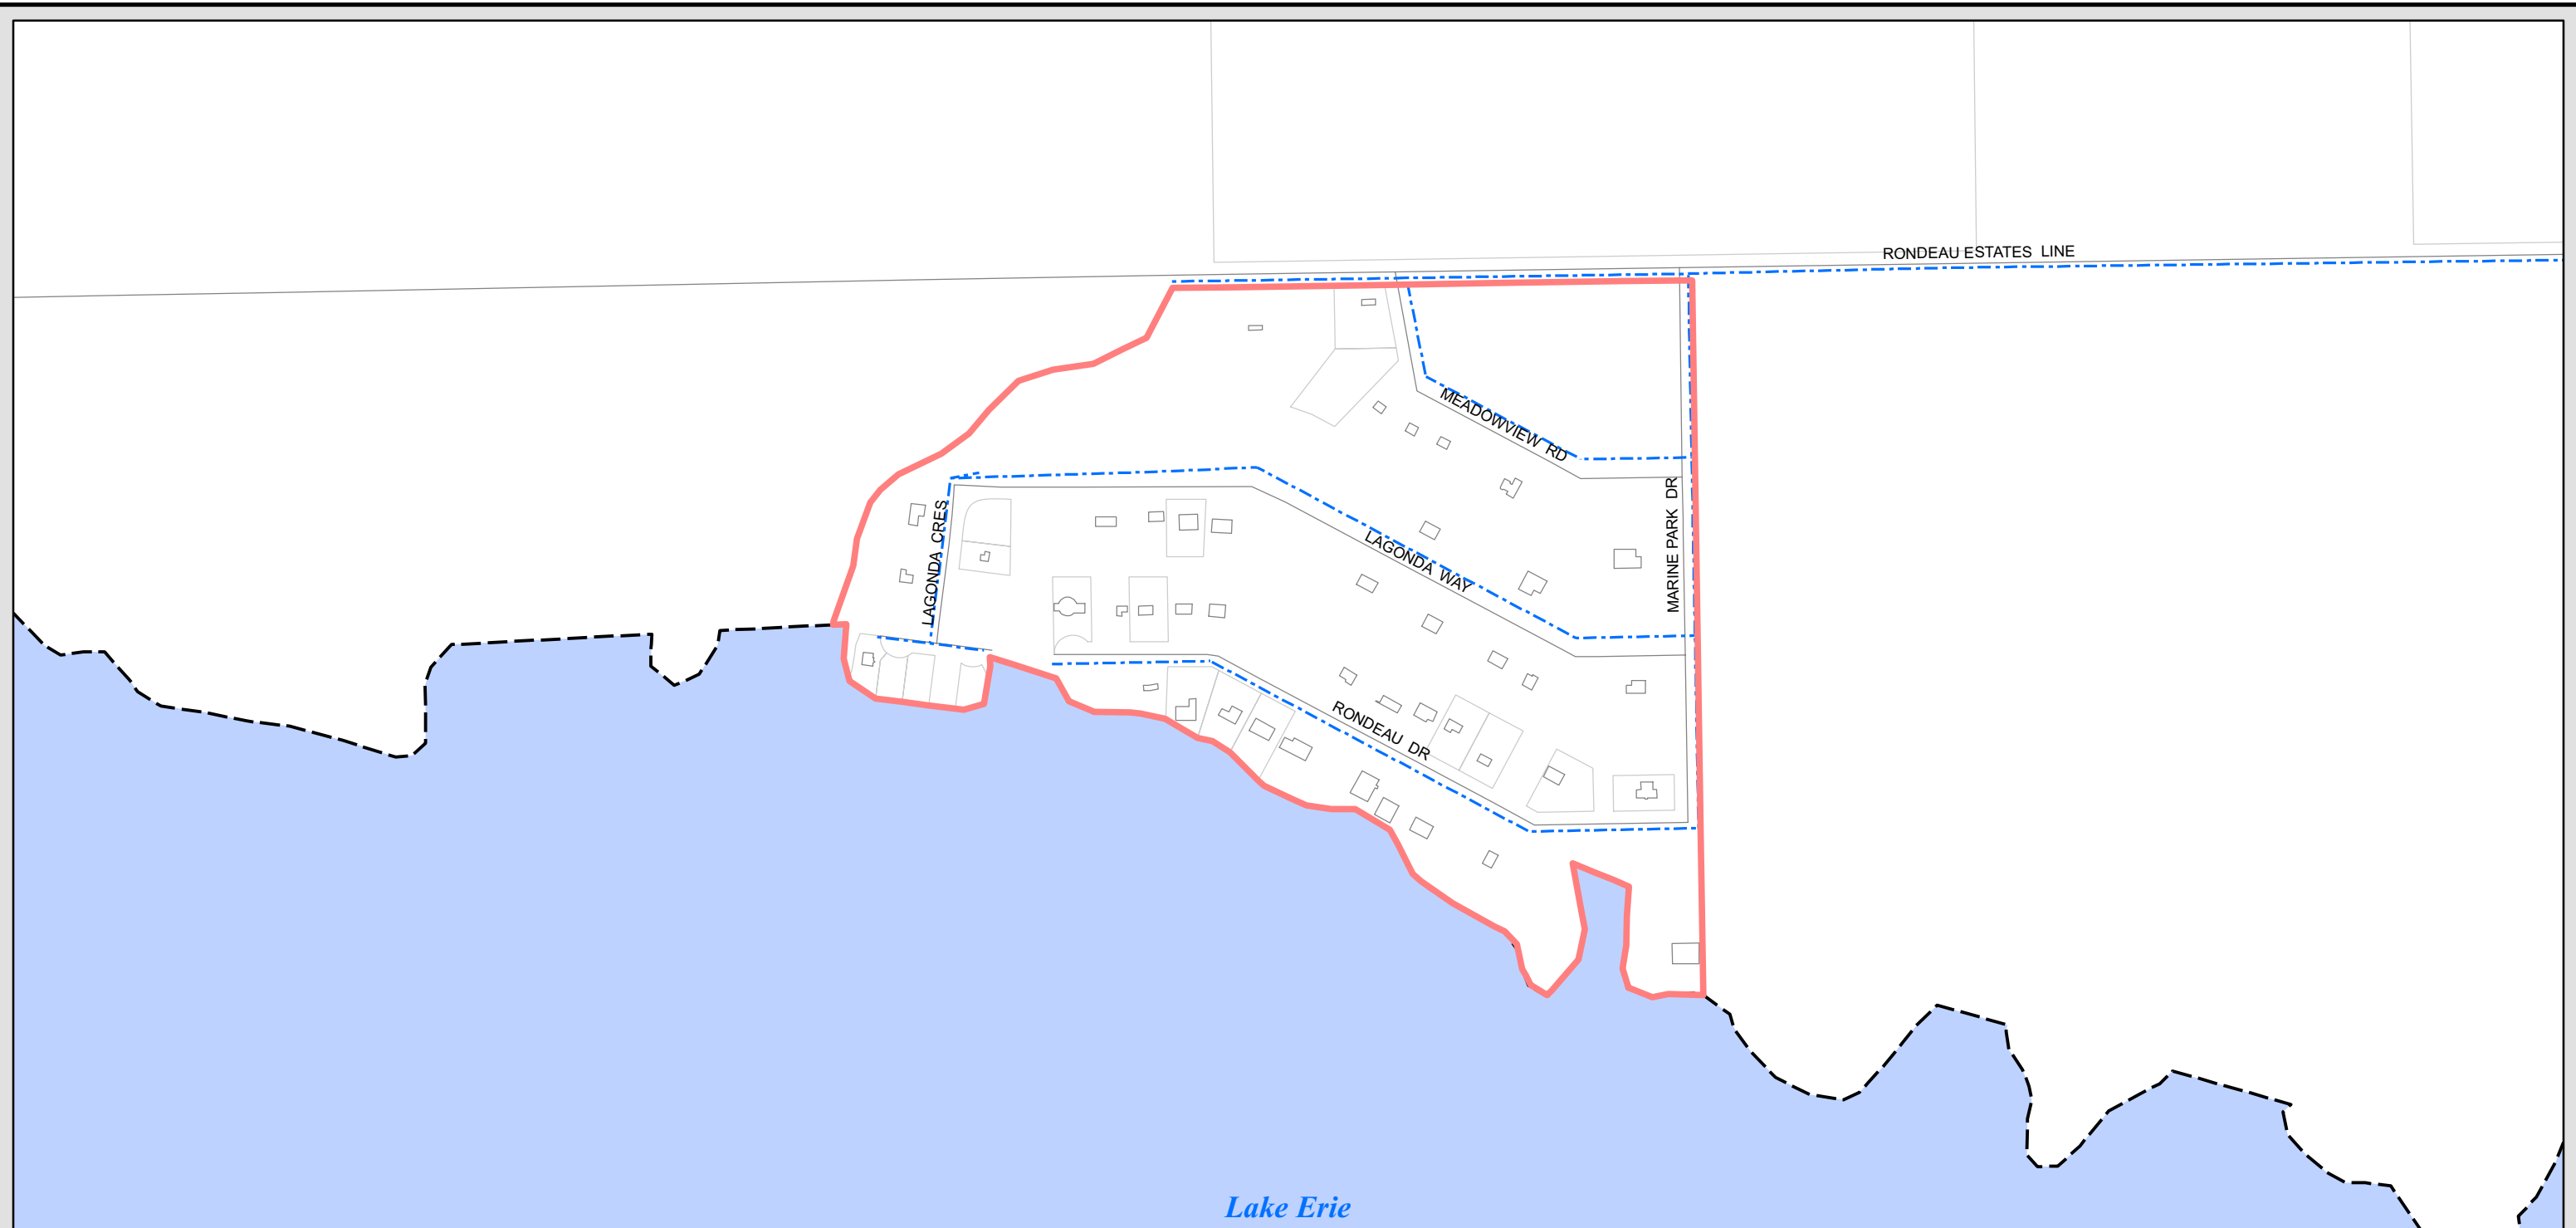 RONDEAU ESTATES LINE
MEADOWVIEW RD
MARINE PARK DR
LAGONDA CRES
LAGONDA WAY
RONDEAU DR
Lake Erie